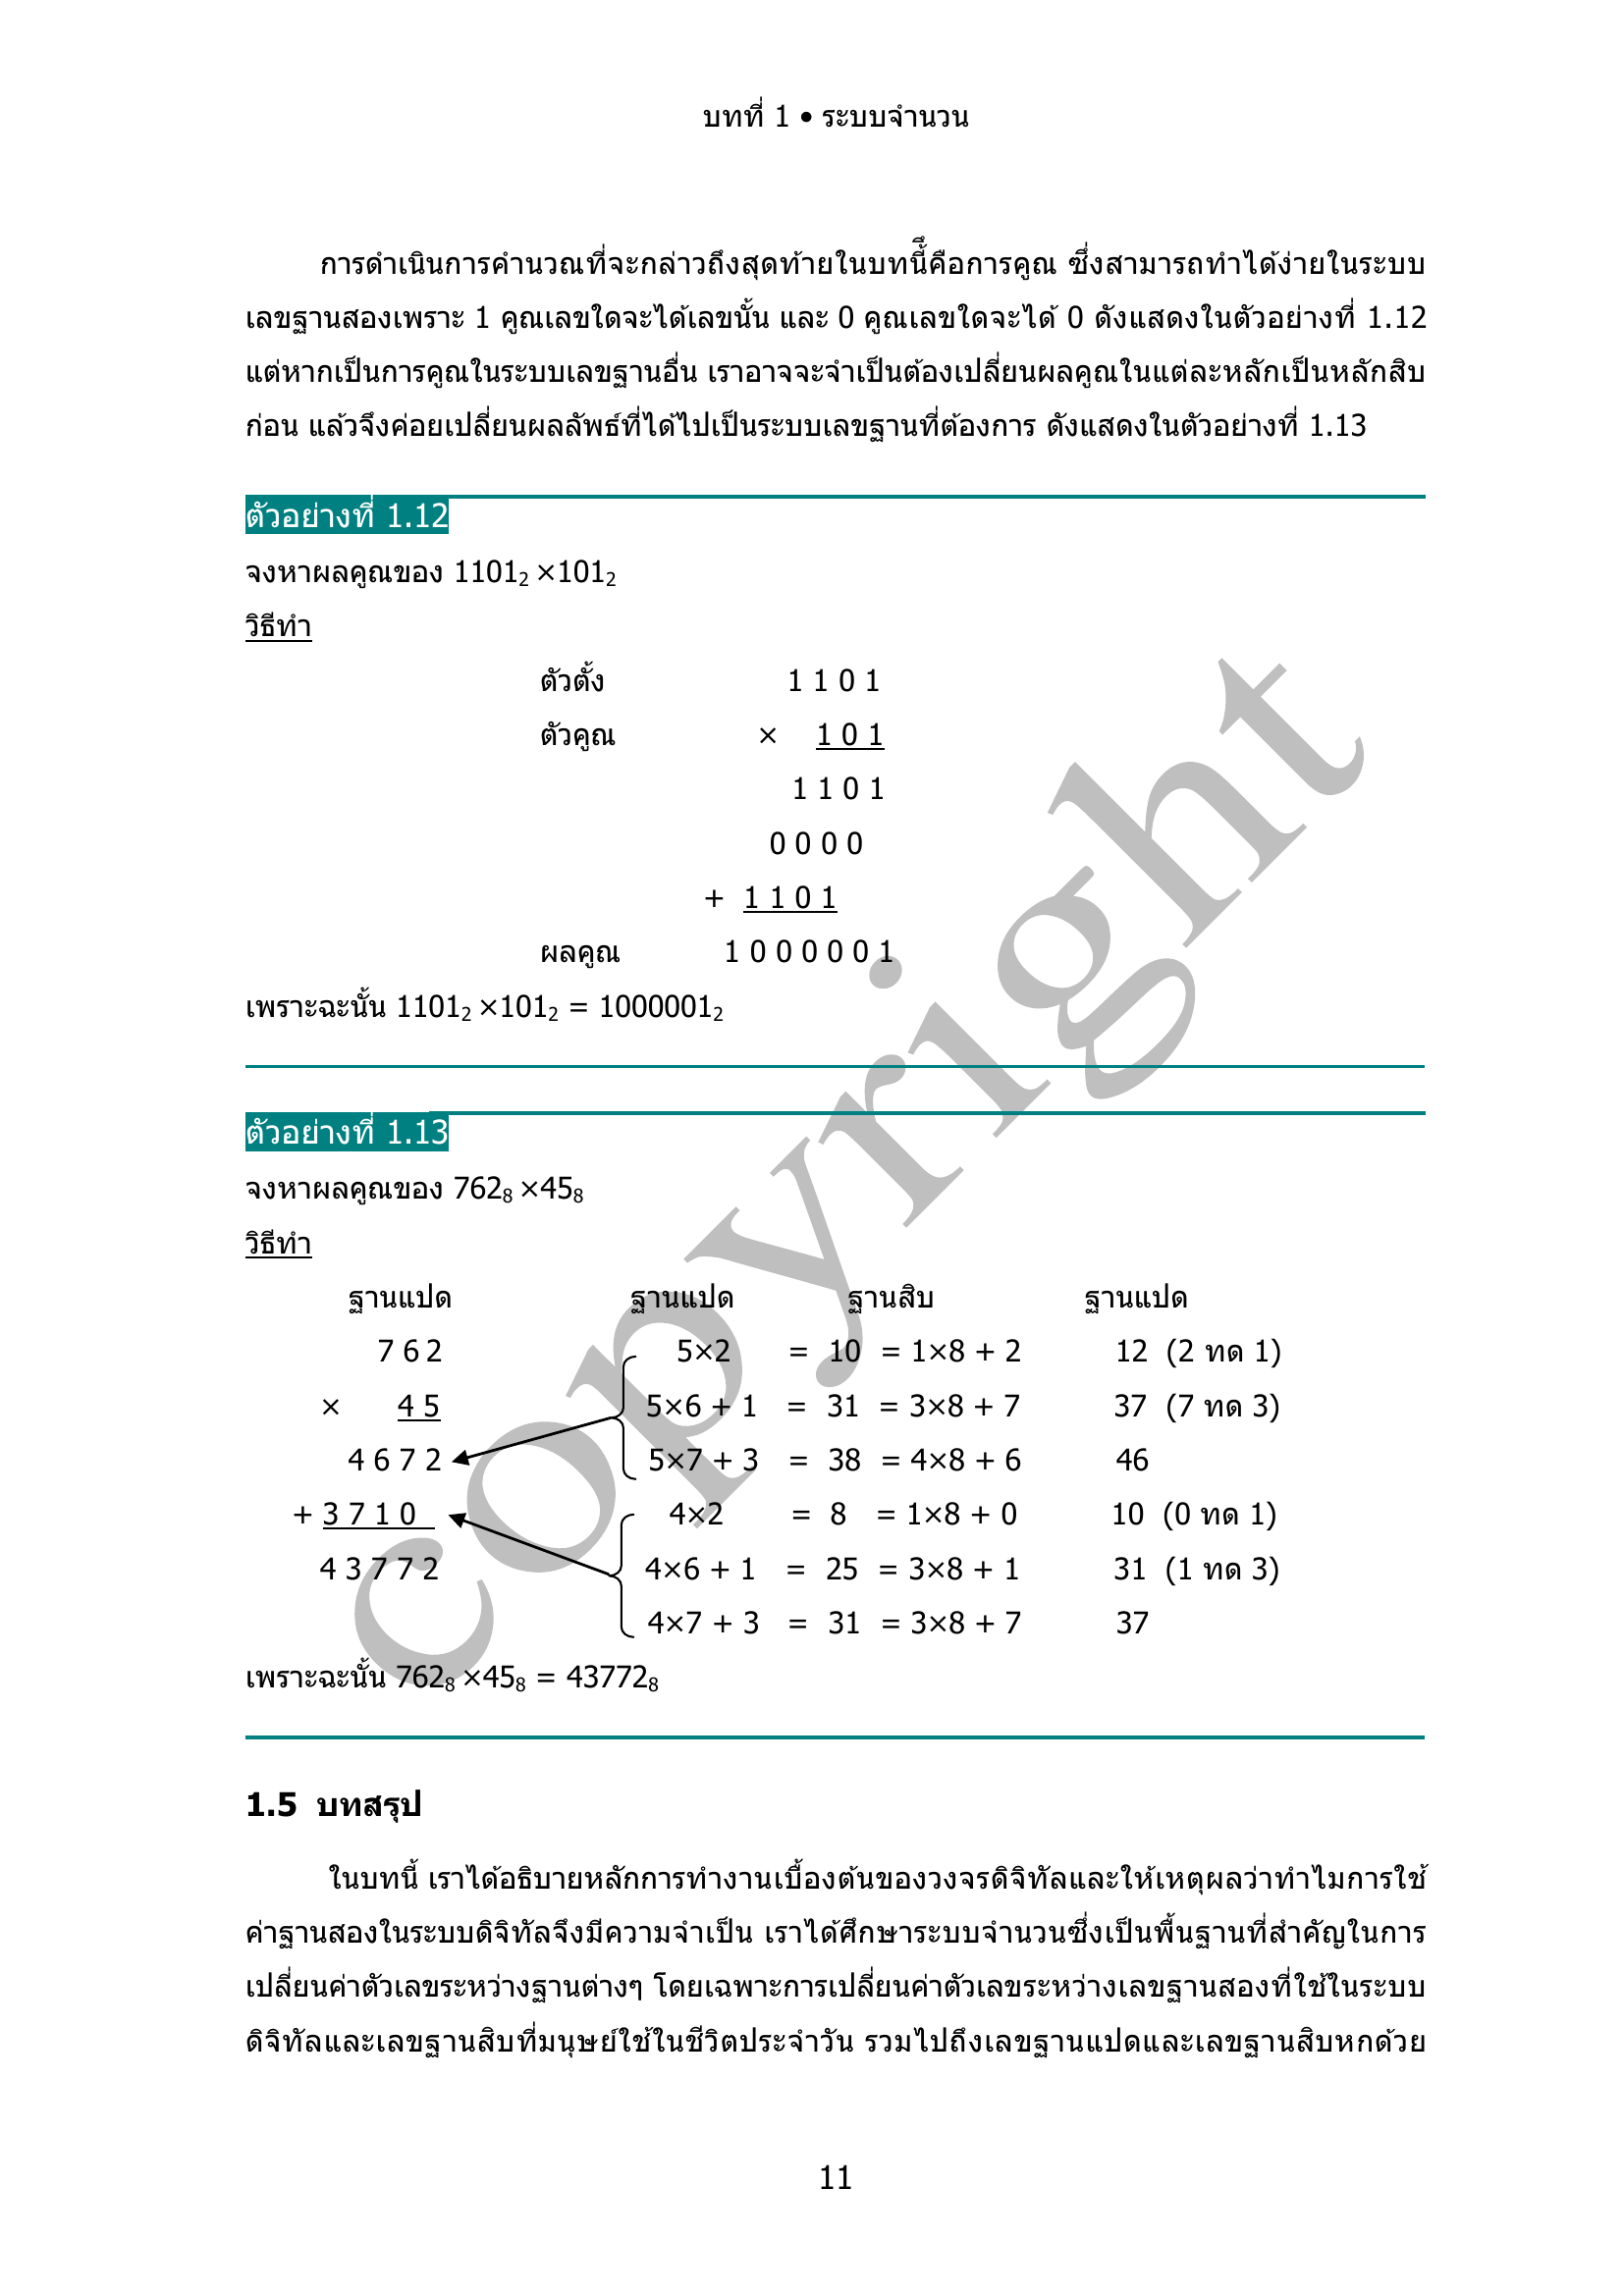 บทที่ 1 • ระบบจำนวน
การดำเนินการคำนวณที่จะกล่าวถึงสุดท้ายในบทนี้ึคือการคูณ ซึ่งสามารถทำได้ง่ายในระบบ
เลขฐานสองเพราะ 1 คูณเลขใดจะได้เลขนั้น และ 0 คูณเลขใดจะได้ 0 ดังแสดงในตัวอย่างที่ 1.12
แต่หากเป็นการคูณในระบบเลขฐานอื่น เราอาจจะจำเป็นต้องเปลี่ยนผลคูณในแต่ละหลักเป็นหลักสิบ
ก่อน แล้วจึงค่อยเปลี่ยนผลลัพธ์ที่ได้ไปเป็นระบบเลขฐานที่ต้องการ ดังแสดงในตัวอย่างที่ 1.13
ตัวอย่างที่ 1.12
จงหาผลคูณของ 1101₂ ×101₂
วิธีทำ
ตัวตั้ง 1 1 0 1
ตัวคูณ × 1 0 1
1 1 0 1
0 0 0 0
+ 1 1 0 1
ผลคูณ 1 0 0 0 0 0 1
เพราะฉะนั้น 1101₂ ×101₂ = 1000001₂
ตัวอย่างที่ 1.13
จงหาผลคูณของ 762₈ ×45₈
วิธีทำ
ฐานแปด ฐานแปด ฐานสิบ ฐานแปด
7 6 2 5×2 = 10 = 1×8 + 2 12 (2 ทด 1)
× 4 5 5×6 + 1 = 31 = 3×8 + 7 37 (7 ทด 3)
4 6 7 2 5×7 + 3 = 38 = 4×8 + 6 46
+ 3 7 1 0 4×2 = 8 = 1×8 + 0 10 (0 ทด 1)
4 3 7 7 2 4×6 + 1 = 25 = 3×8 + 1 31 (1 ทด 3)
4×7 + 3 = 31 = 3×8 + 7 37
เพราะฉะนั้น 762₈ ×45₈ = 43772₈
1.5 บทสรุป
ในบทนี้ เราได้อธิบายหลักการทำงานเบื้องต้นของวงจรดิจิทัลและให้เหตุผลว่าทำไมการใช้
ค่าฐานสองในระบบดิจิทัลจึงมีความจำเป็น เราได้ศึกษาระบบจำนวนซึ่งเป็นพื้นฐานที่สำคัญในการ
เปลี่ยนค่าตัวเลขระหว่างฐานต่างๆ โดยเฉพาะการเปลี่ยนค่าตัวเลขระหว่างเลขฐานสองที่ใช้ในระบบ
ดิจิทัลและเลขฐานสิบที่มนุษย์ใช้ในชีวิตประจำวัน รวมไปถึงเลขฐานแปดและเลขฐานสิบหกด้วย
11
copyright